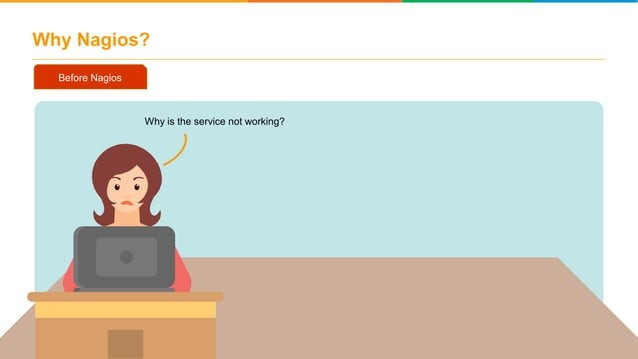 Why Nagios?
Before Nagios
Why is the service not working?